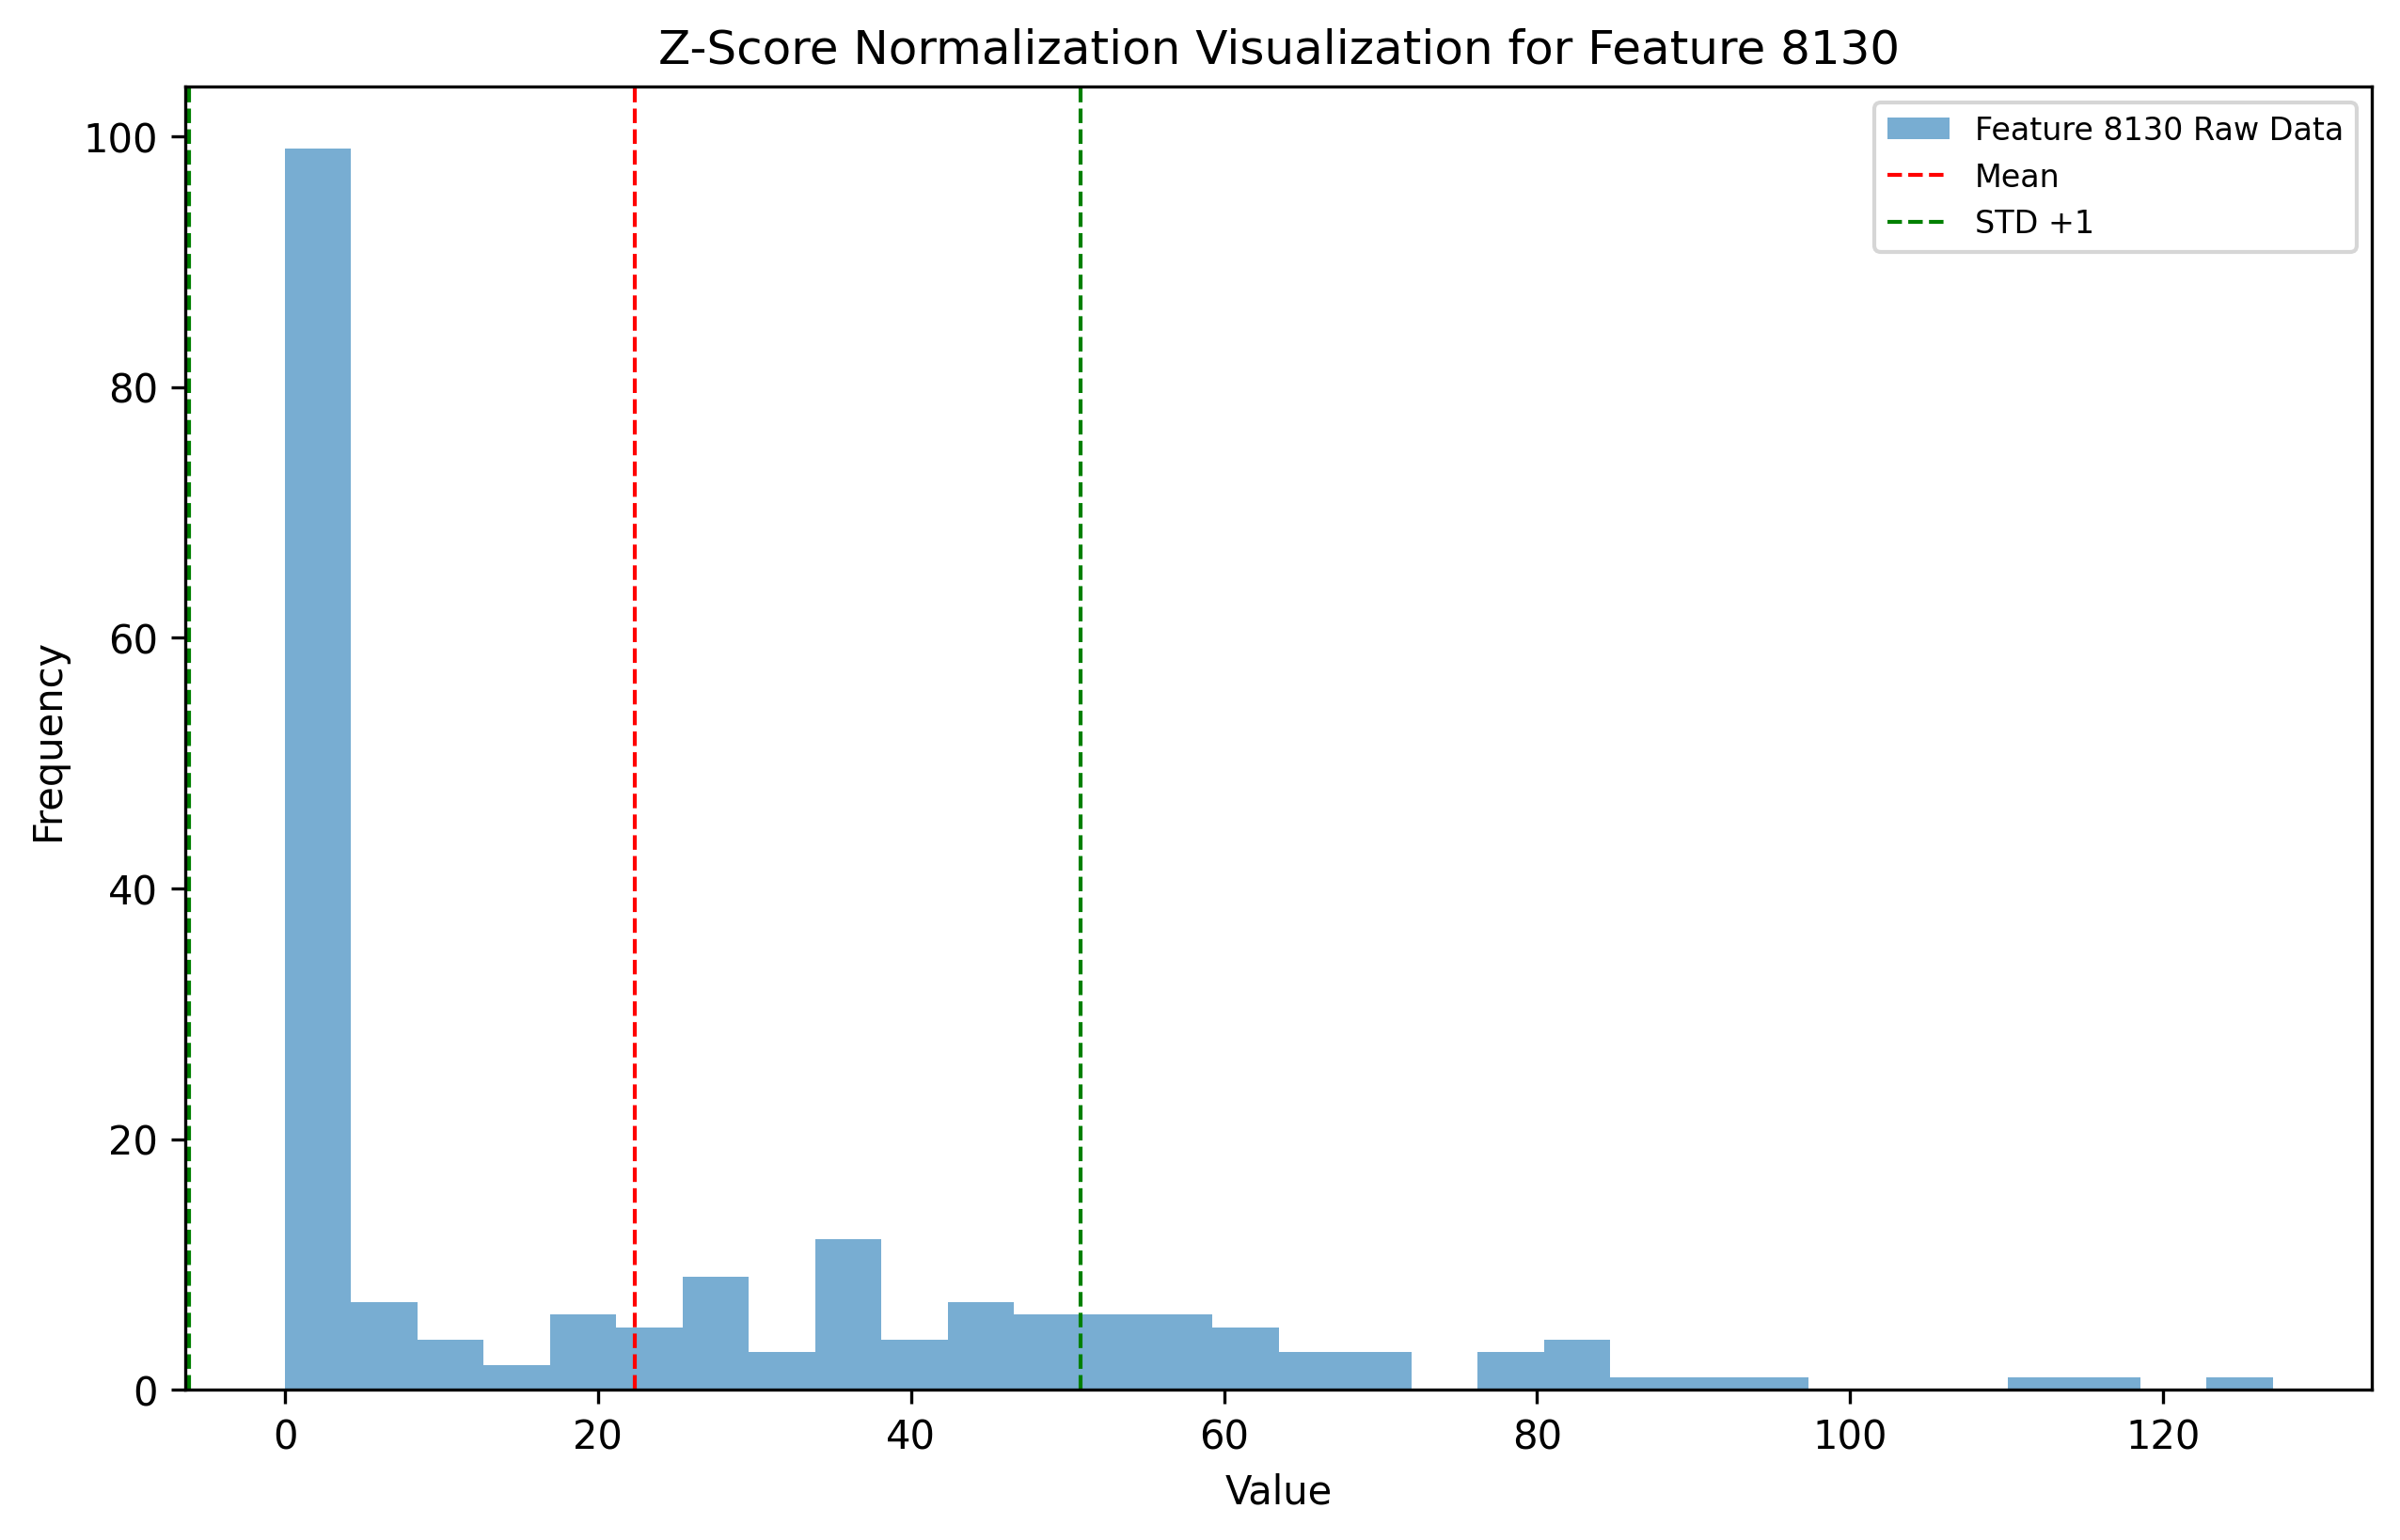 Z-Score Normalization Visualization for Feature 8130
Feature 8130 Raw Data
Mean
STD +1
100
80
60
40
20
0
Frequency
0 20 40 60 80 100 120
Value